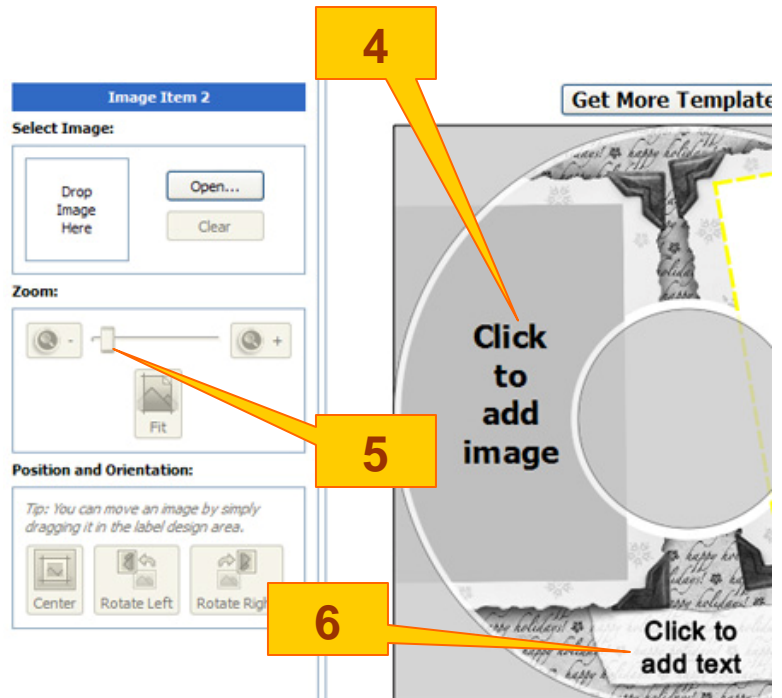 4
Image Item 2
Get More Template
Select Image:
Drop
Image
Here
Open...
Clear
Zoom:
-
+
Fit
5
Click
to
add
image
Position and Orientation:
Tip: You can move an image by simply
dragging it in the label design area.
Center
Rotate Left
Rotate Righ
6
Click to
add text
happy holidays!